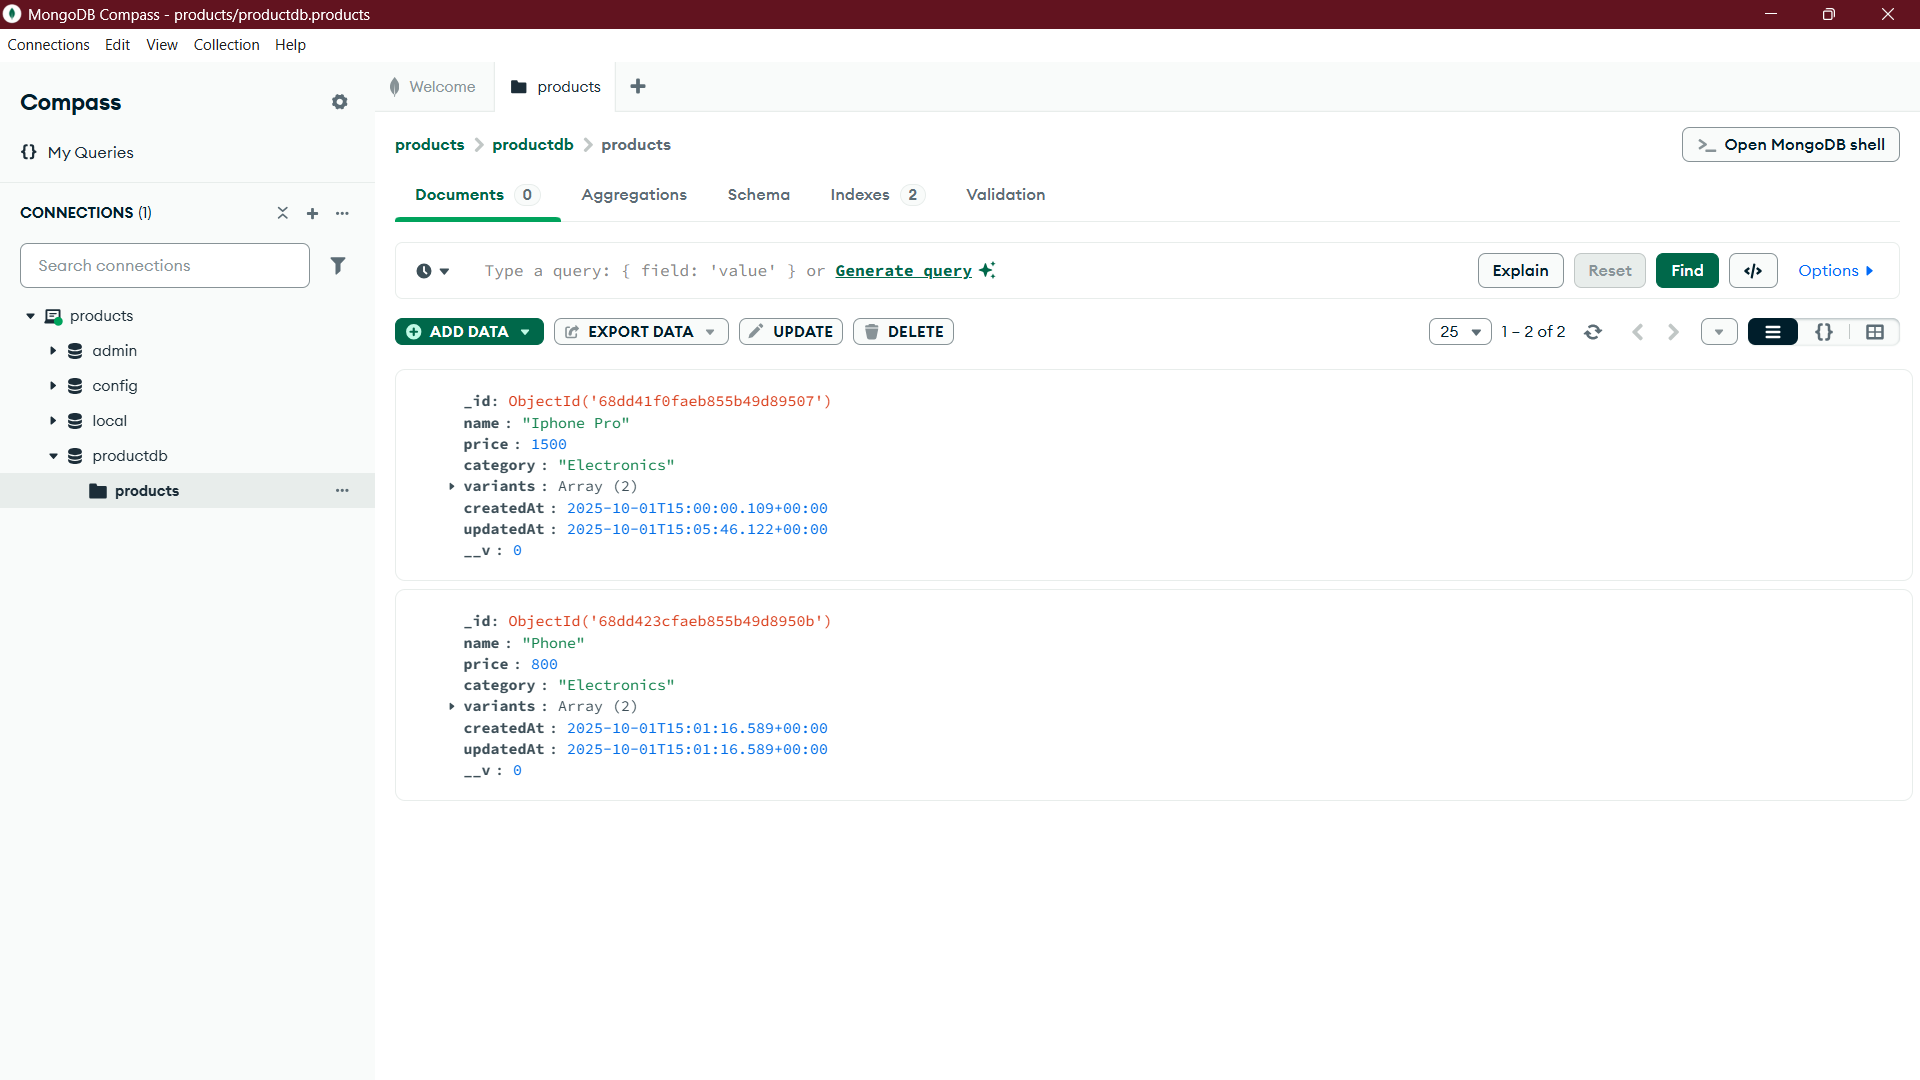 MongoDB Compass - products/productdb.products
Connections Edit View Collection Help
Compass
{} My Queries
CONNECTIONS (1)
Search connections
products
admin
config
local
productdb
products
Welcome
products
products > productdb > products
>_ Open MongoDB shell
Documents 0 Aggregations Schema Indexes 2 Validation
Type a query: { field: 'value' } or Generate query
Explain Reset Find </> Options
ADD DATA EXPORT DATA UPDATE DELETE
25 1 – 2 of 2 {}
_id: ObjectId('68dd41f0faeb855b49d89507')
name : "Iphone Pro"
price : 1500
category : "Electronics"
variants : Array (2)
createdAt : 2025-10-01T15:00:00.109+00:00
updatedAt : 2025-10-01T15:05:46.122+00:00
__v : 0
_id: ObjectId('68dd423cfaeb855b49d8950b')
name : "Phone"
price : 800
category : "Electronics"
variants : Array (2)
createdAt : 2025-10-01T15:01:16.589+00:00
updatedAt : 2025-10-01T15:01:16.589+00:00
__v : 0